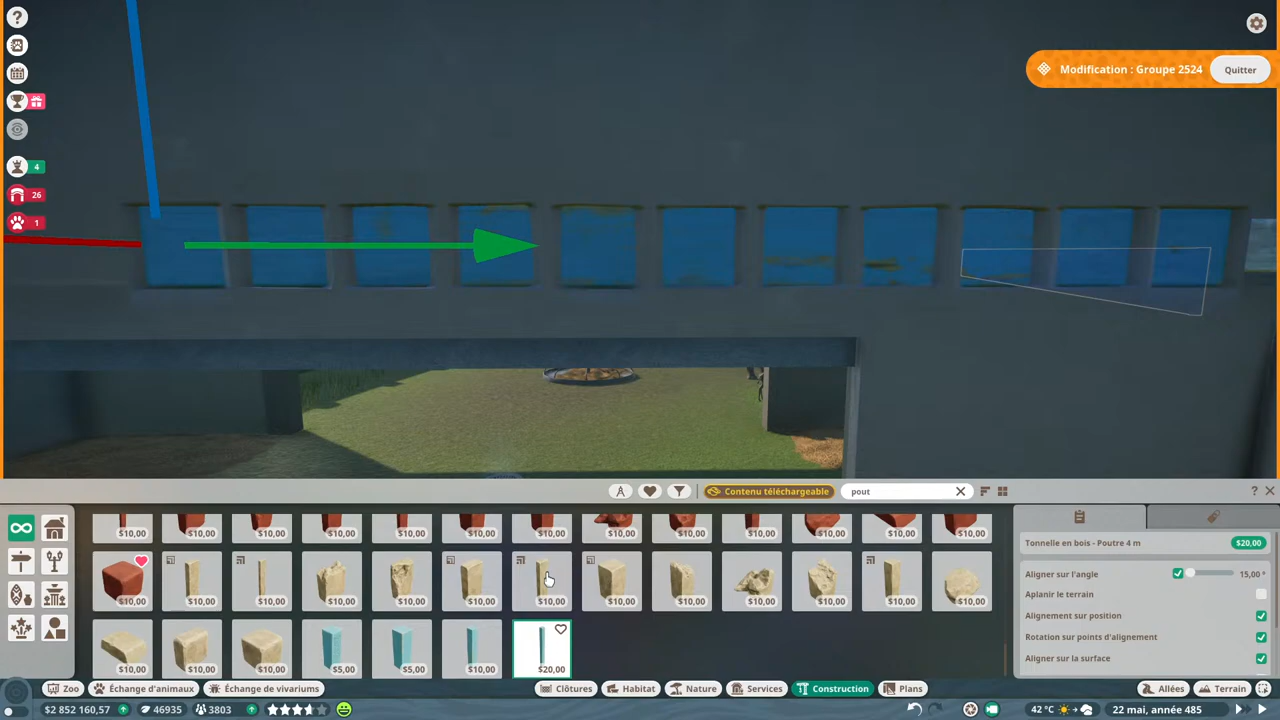 Modification : Groupe 2524
Quitter
4
26
1
Contenu téléchargeable
pout
$10,00 $10,00 $10,00 $10,00 $10,00 $10,00 $10,00 $10,00 $10,00 $10,00 $10,00 $10,00 $10,00
$10,00 $10,00 $10,00 $10,00 $10,00 $10,00 $10,00 $10,00 $10,00 $10,00 $10,00 $10,00 $10,00
$10,00 $10,00 $10,00 $5,00 $5,00 $10,00 $20,00
Tonnelle en bois - Poutre 4 m
$20,00
Aligner sur l'angle
15,00 °
Aplanir le terrain
Alignement sur position
Rotation sur points d'alignement
Aligner sur la surface
Zoo
Échange d'animaux
Échange de vivariums
Clôtures
Habitat
Nature
Services
Construction
Plans
Allées
Terrain
$2 852 160,57
46935
3803
42 °C
22 mai, année 485